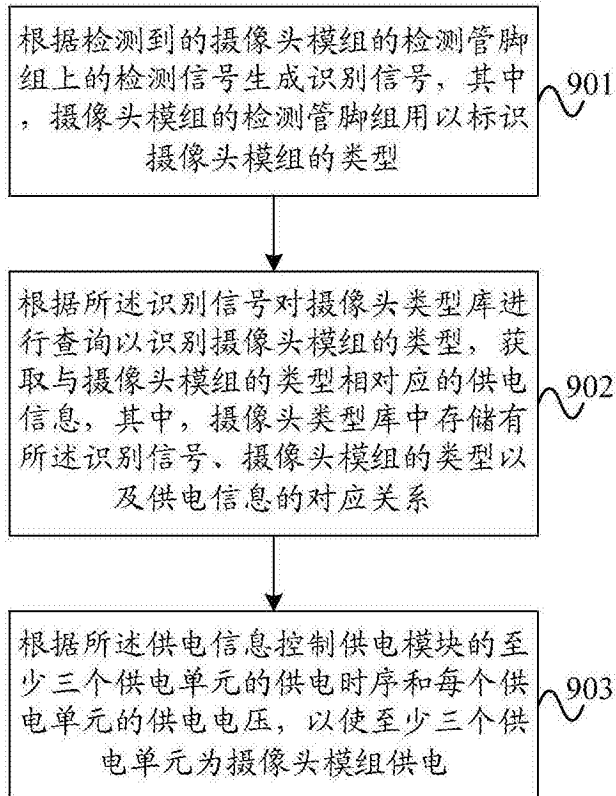 根据检测到的摄像头模组的检测管脚
组上的检测信号生成识别信号，其中
，摄像头模组的检测管脚组用以标识
摄像头模组的类型
901
根据所述识别信号对摄像头类型库进
行查询以识别摄像头模组的类型，获
取与摄像头模组的类型相对应的供电
信息，其中，摄像头类型库中存储有
所述识别信号、摄像头模组的类型以
及供电信息的对应关系
902
根据所述供电信息控制供电模块的至
少三个供电单元的供电时序和每个供
电单元的供电电压，以使至少三个供
电单元为摄像头模组供电
903